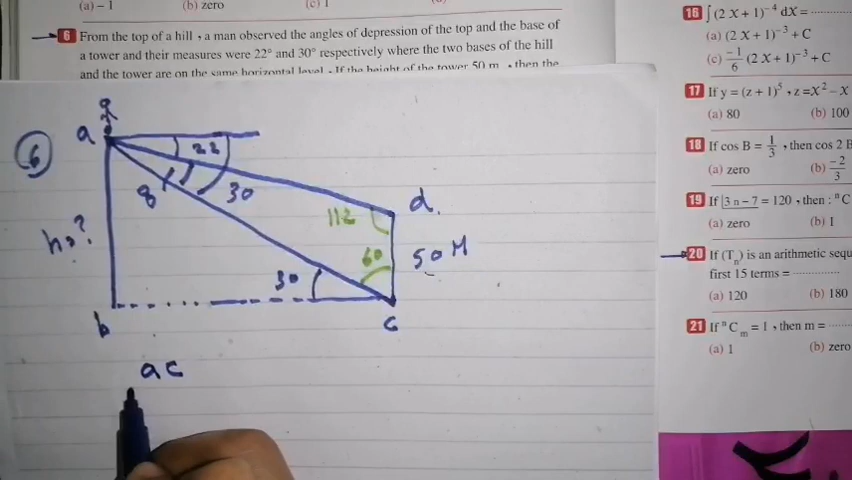 (a) – 1 (b) zero (c) 1
6 From the top of a hill , a man observed the angles of depression of the top and the base of
a tower and their measures were 22° and 30° respectively where the two bases of the hill
and the tower are on the same horizontal level . If the height of the tower 50 m , then the
6
a
22
8
30
d.
112
h=?
60
50 M
30
b
c
ac
16 ∫(2 X + 1)⁻⁴ dX = ............
(a) (2 X + 1)⁻³ + C
(c) -1/6 (2 X + 1)⁻³ + C
17 If y = (z + 1)⁵ , z = X² – X
(a) 80 (b) 100
18 If cos B = 1/3 , then cos 2 B
(a) zero (b) -2/3
19 If |3 n – 7 = 120 , then : ⁿC
(a) zero (b) 1
20 If (Tₙ) is an arithmetic sequ
first 15 terms = ...............
(a) 120 (b) 180
21 If ⁿCₘ = 1 , then m = ......
(a) 1 (b) zero